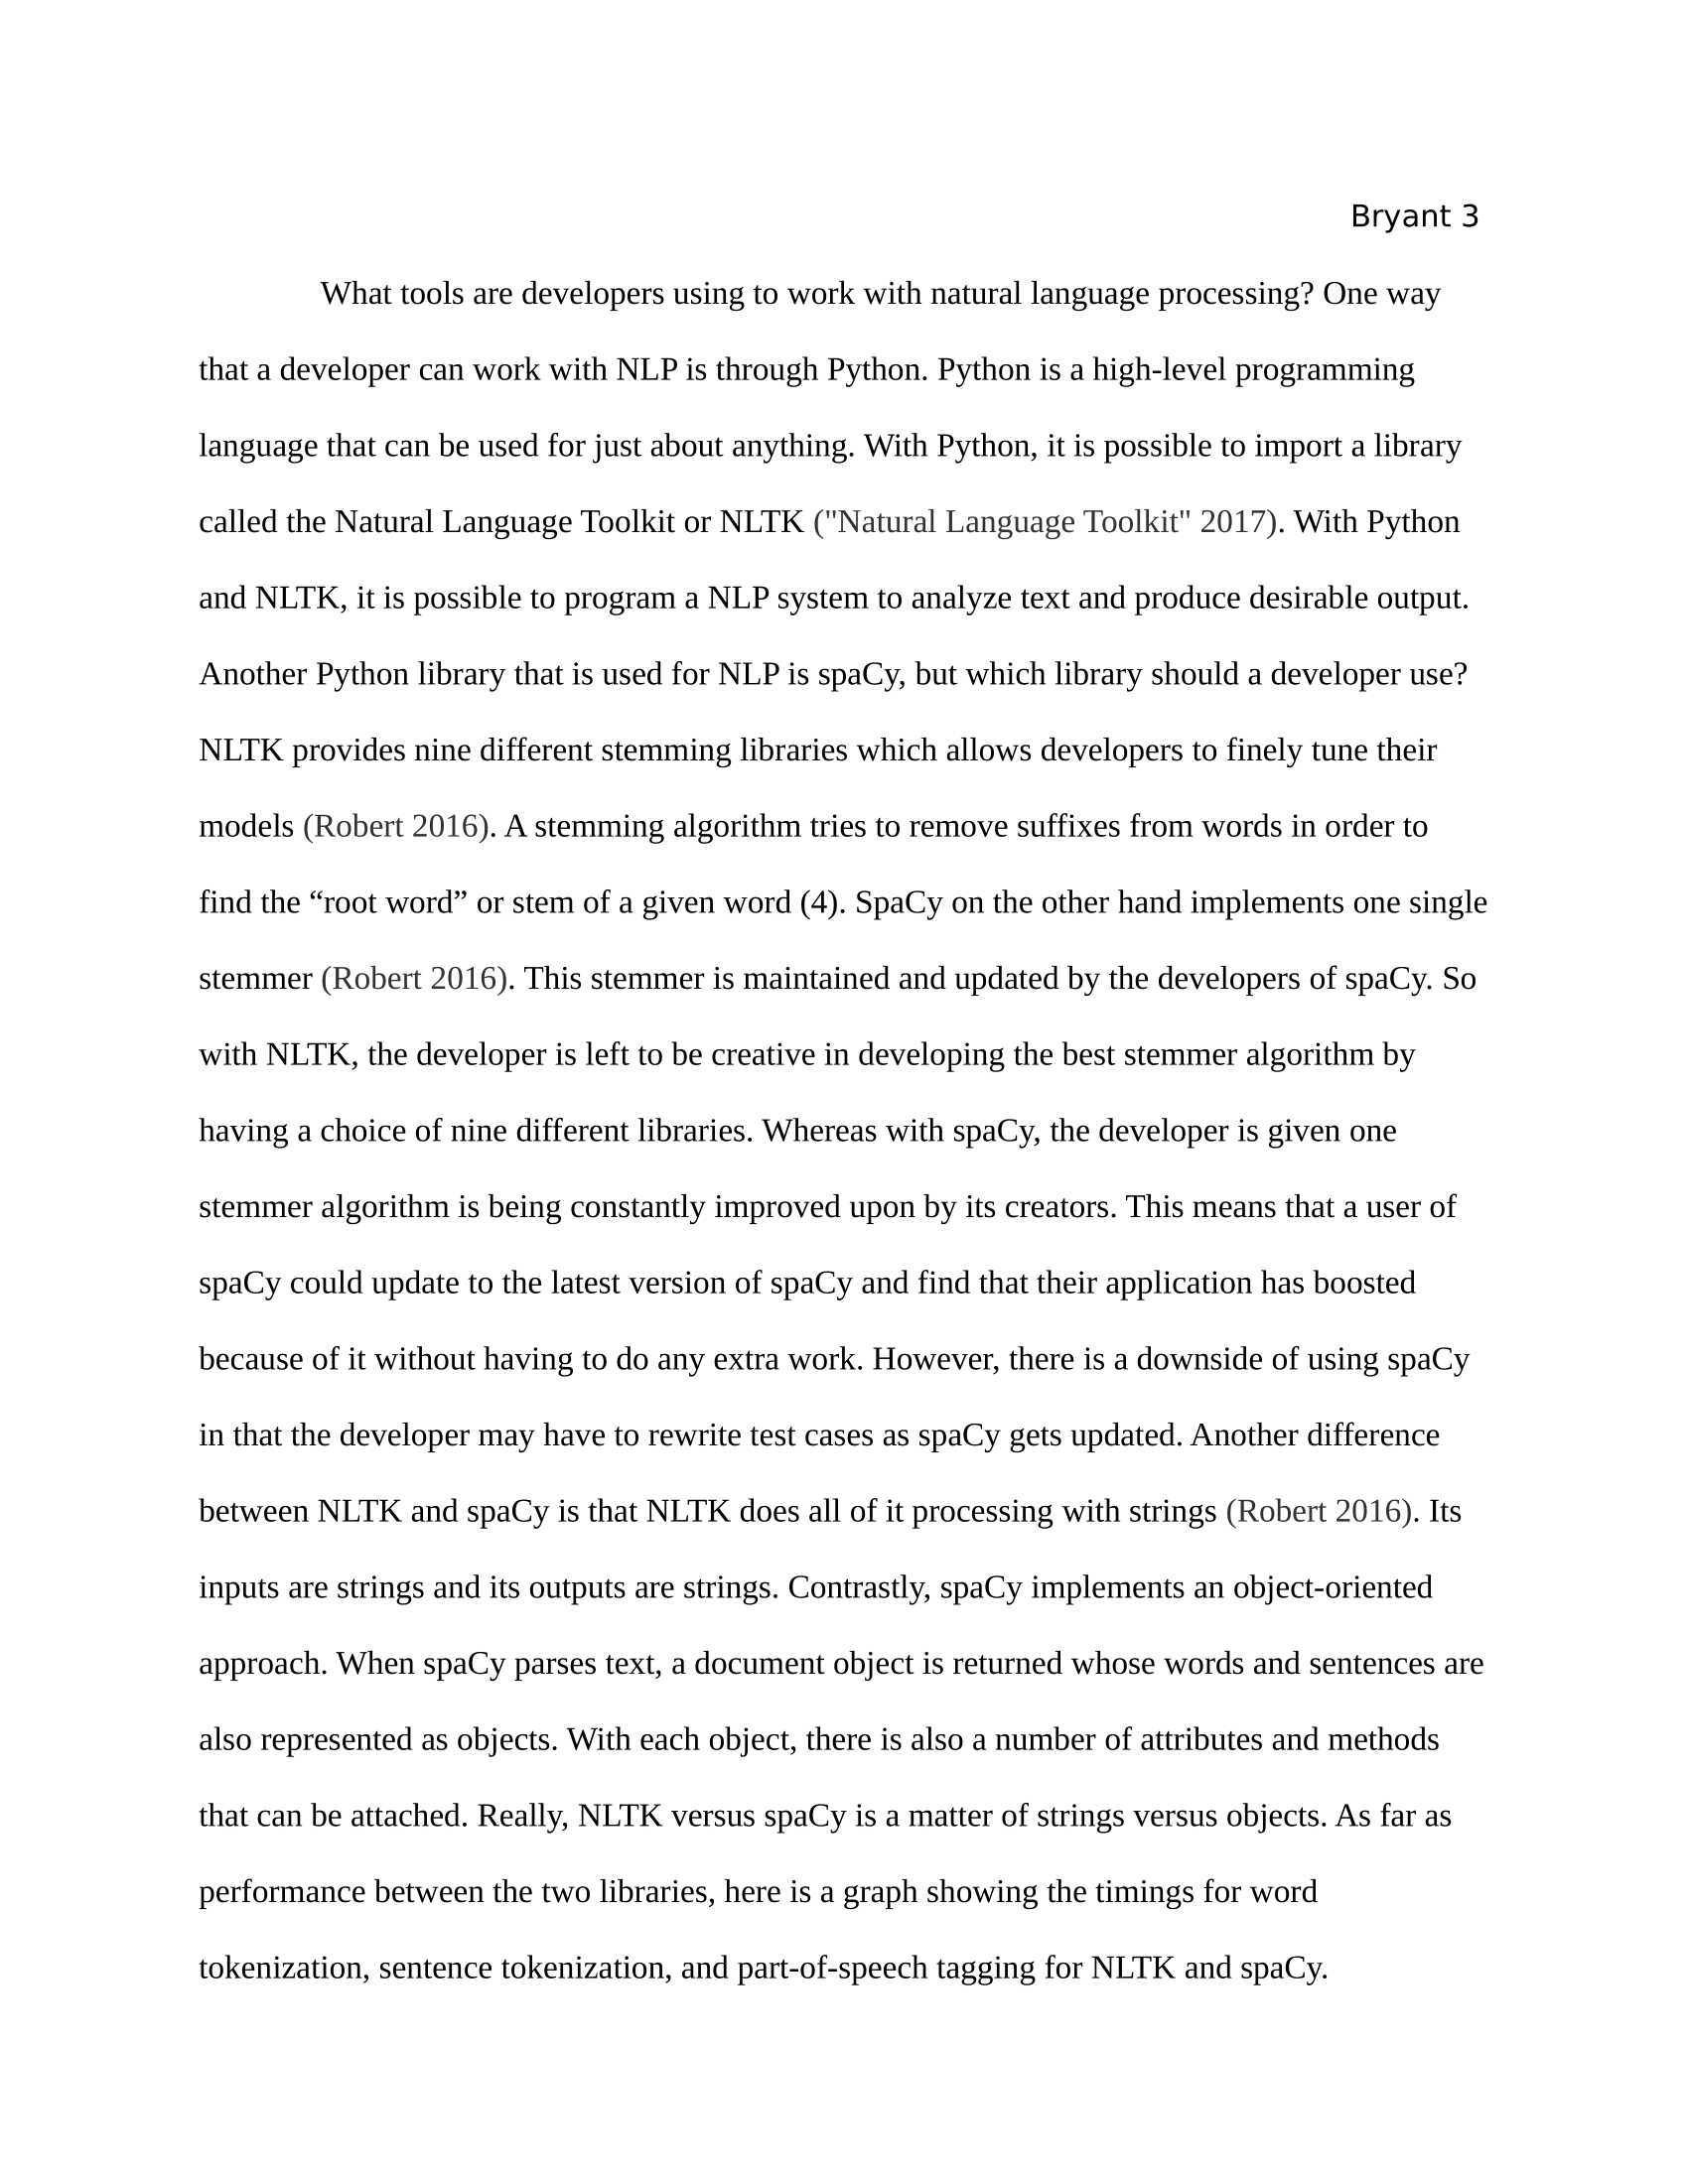 Bryant 3
What tools are developers using to work with natural language processing? One way
that a developer can work with NLP is through Python. Python is a high-level programming
language that can be used for just about anything. With Python, it is possible to import a library
called the Natural Language Toolkit or NLTK ("Natural Language Toolkit" 2017). With Python
and NLTK, it is possible to program a NLP system to analyze text and produce desirable output.
Another Python library that is used for NLP is spaCy, but which library should a developer use?
NLTK provides nine different stemming libraries which allows developers to finely tune their
models (Robert 2016). A stemming algorithm tries to remove suffixes from words in order to
find the “root word” or stem of a given word (4). SpaCy on the other hand implements one single
stemmer (Robert 2016). This stemmer is maintained and updated by the developers of spaCy. So
with NLTK, the developer is left to be creative in developing the best stemmer algorithm by
having a choice of nine different libraries. Whereas with spaCy, the developer is given one
stemmer algorithm is being constantly improved upon by its creators. This means that a user of
spaCy could update to the latest version of spaCy and find that their application has boosted
because of it without having to do any extra work. However, there is a downside of using spaCy
in that the developer may have to rewrite test cases as spaCy gets updated. Another difference
between NLTK and spaCy is that NLTK does all of it processing with strings (Robert 2016). Its
inputs are strings and its outputs are strings. Contrastly, spaCy implements an object-oriented
approach. When spaCy parses text, a document object is returned whose words and sentences are
also represented as objects. With each object, there is also a number of attributes and methods
that can be attached. Really, NLTK versus spaCy is a matter of strings versus objects. As far as
performance between the two libraries, here is a graph showing the timings for word
tokenization, sentence tokenization, and part-of-speech tagging for NLTK and spaCy.